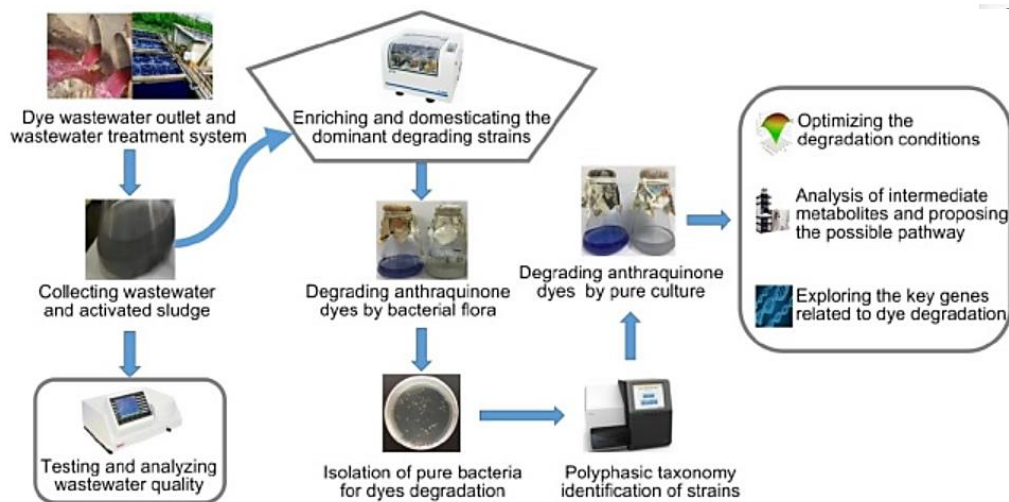 Dye wastewater outlet and
wastewater treatment system
Collecting wastewater
and activated sludge
Testing and analyzing
wastewater quality
Enriching and domesticating the
dominant degrading strains
Degrading anthraquinone
dyes by bacterial flora
Isolation of pure bacteria
for dyes degradation
Polyphasic taxonomy
identification of strains
Degrading anthraquinone
dyes by pure culture
Optimizing the
degradation conditions
Analysis of intermediate
metabolites and proposing
the possible pathway
Exploring the key genes
related to dye degradation